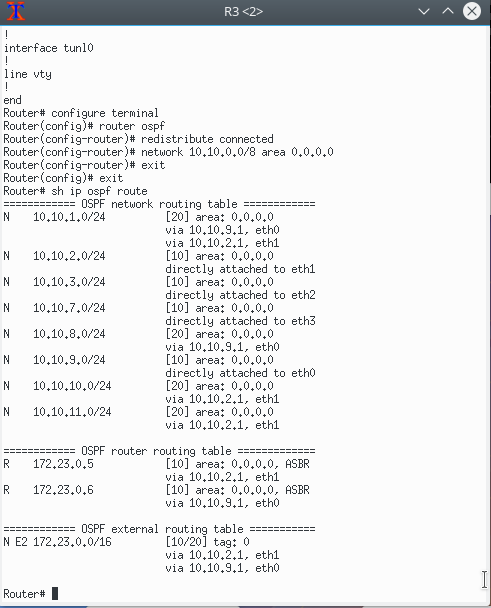 R3 <2>
!
interface tunl0
!
line vty
!
end
Router# configure terminal
Router(config)# router ospf
Router(config-router)# redistribute connected
Router(config-router)# network 10.10.0.0/8 area 0.0.0.0
Router(config-router)# exit
Router(config)# exit
Router# sh ip ospf route
============ OSPF network routing table ============
N    10.10.1.0/24          [20] area: 0.0.0.0
                           via 10.10.9.1, eth0
                           via 10.10.2.1, eth1
N    10.10.2.0/24          [10] area: 0.0.0.0
                           directly attached to eth1
N    10.10.3.0/24          [10] area: 0.0.0.0
                           directly attached to eth2
N    10.10.7.0/24          [10] area: 0.0.0.0
                           directly attached to eth3
N    10.10.8.0/24          [20] area: 0.0.0.0
                           via 10.10.9.1, eth0
N    10.10.9.0/24          [10] area: 0.0.0.0
                           directly attached to eth0
N    10.10.10.0/24         [20] area: 0.0.0.0
                           via 10.10.2.1, eth1
N    10.10.11.0/24         [20] area: 0.0.0.0
                           via 10.10.2.1, eth1
============ OSPF router routing table =============
R    172.23.0.5            [10] area: 0.0.0.0, ASBR
                           via 10.10.2.1, eth1
R    172.23.0.6            [10] area: 0.0.0.0, ASBR
                           via 10.10.9.1, eth0
============ OSPF external routing table ===========
N E2 172.23.0.0/16         [10/20] tag: 0
                           via 10.10.2.1, eth1
                           via 10.10.9.1, eth0
Router#